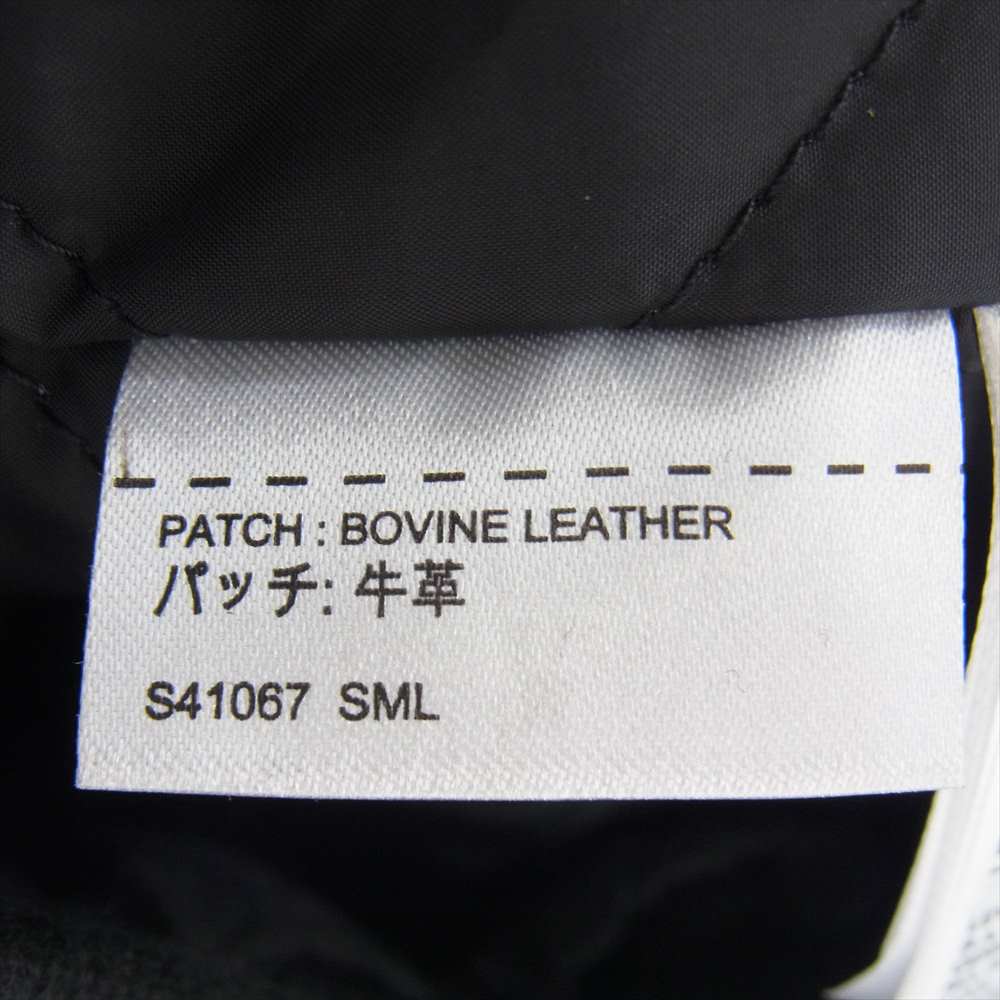 PATCH : BOVINE LEATHER
パッチ: 牛革
S41067 SML